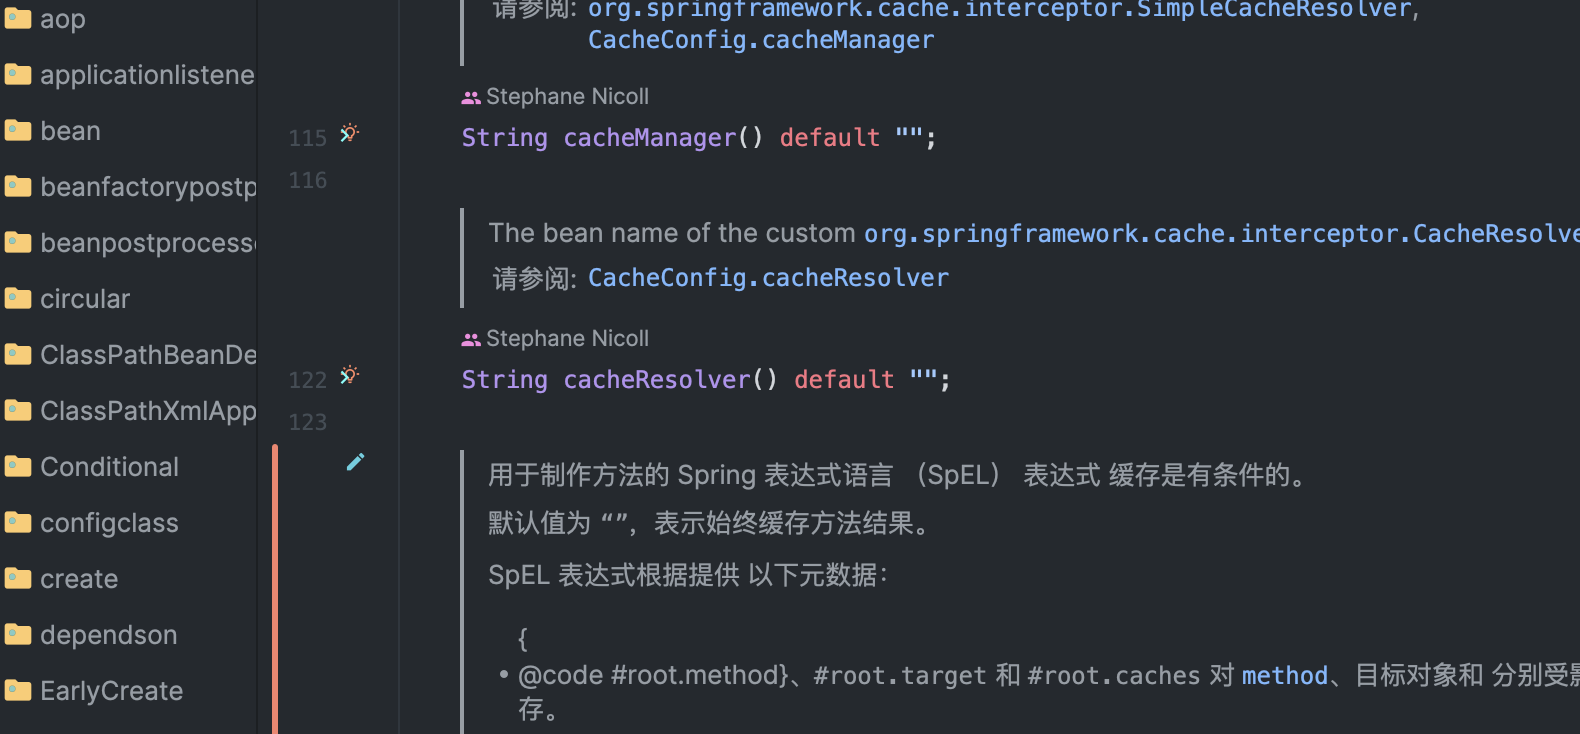 aop
applicationlistene
bean
beanfactorypostp
beanpostprocess
circular
ClassPathBeanDe
ClassPathXmlApp
Conditional
configclass
create
dependson
EarlyCreate
请参阅: org.springframework.cache.interceptor.SimpleCacheResolver,
CacheConfig.cacheManager
Stephane Nicoll
115 String cacheManager() default "";
116
The bean name of the custom org.springframework.cache.interceptor.CacheResolve
请参阅: CacheConfig.cacheResolver
Stephane Nicoll
122 String cacheResolver() default "";
123
用于制作方法的 Spring 表达式语言 （SpEL） 表达式 缓存是有条件的。
默认值为 “”，表示始终缓存方法结果。
SpEL 表达式根据提供 以下元数据：
{
• @code #root.method}、#root.target 和 #root.caches 对 method、目标对象和 分别受影
存。